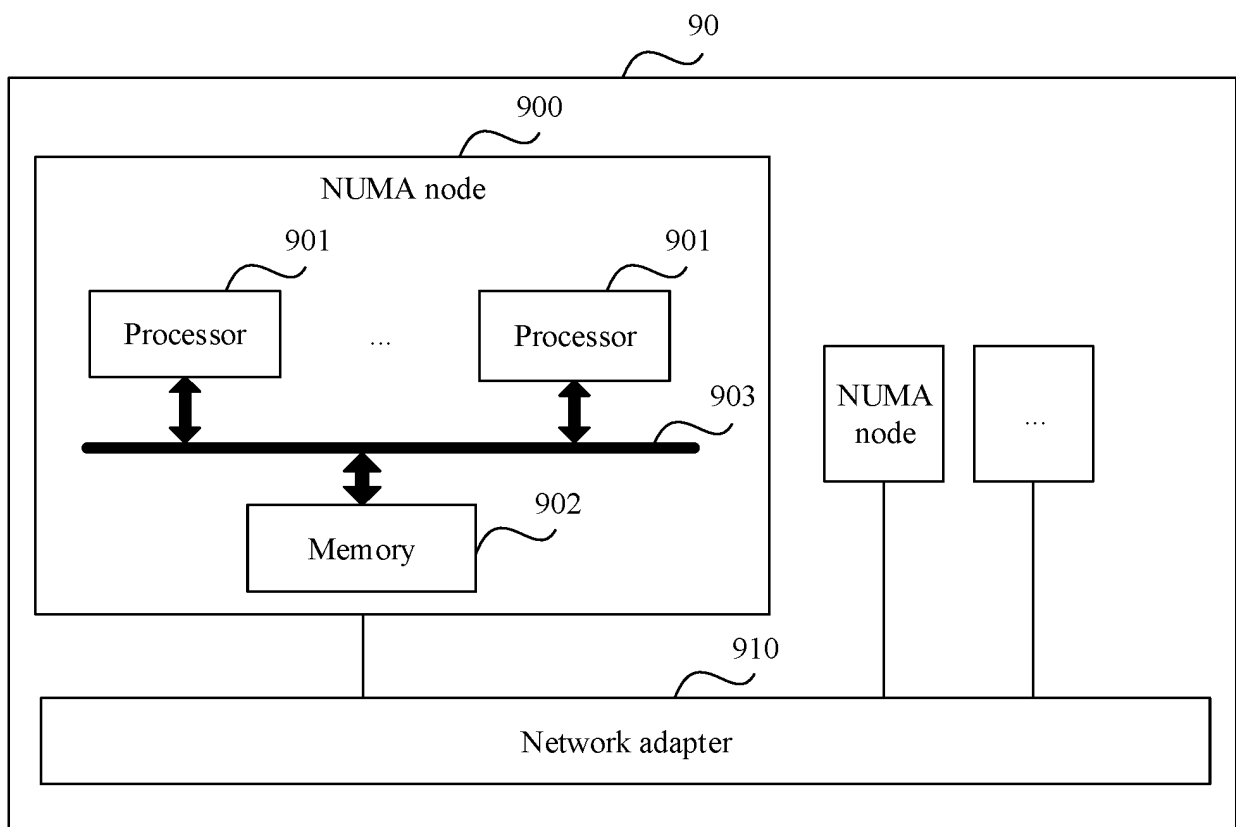 90
900
NUMA node
901
901
Processor
...
Processor
903
NUMA
node
...
902
Memory
910
Network adapter